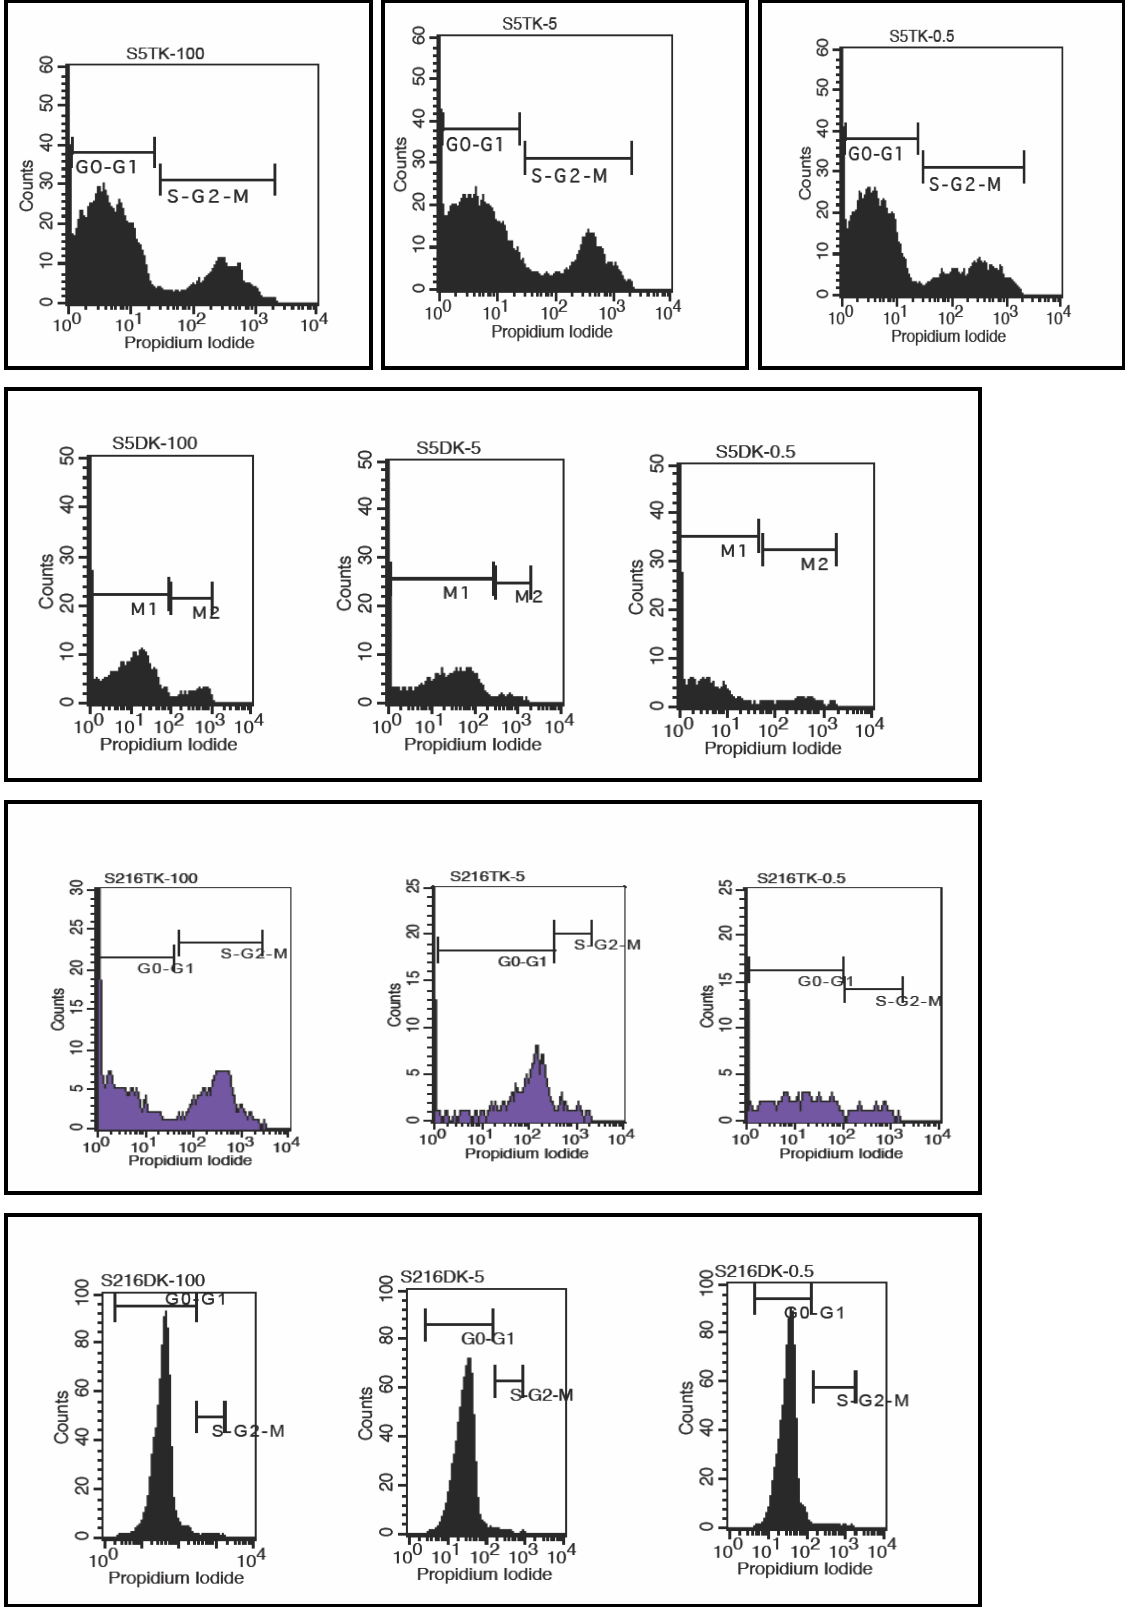 S5TK-100
60
50
40
30
20
10
0
Counts
G0-G1
S-G2-M
10^0 10^1 10^2 10^3 10^4
Propidium Iodide
S5TK-5
60
50
40
30
20
10
0
Counts
G0-G1
S-G2-M
10^0 10^1 10^2 10^3 10^4
Propidium Iodide
S5TK-0.5
60
50
40
30
20
10
0
Counts
G0-G1
S-G2-M
10^0 10^1 10^2 10^3 10^4
Propidium Iodide
S5DK-100
50
40
30
20
10
0
Counts
M1
M2
10^0 10^1 10^2 10^3 10^4
Propidium Iodide
S5DK-5
50
40
30
20
10
0
Counts
M1
M2
10^0 10^1 10^2 10^3 10^4
Propidium Iodide
S5DK-0.5
50
40
30
20
10
0
Counts
M1
M2
10^0 10^1 10^2 10^3 10^4
Propidium Iodide
S216TK-100
30
25
20
15
10
5
0
Counts
G0-G1
S-G2-M
10^0 10^1 10^2 10^3 10^4
Propidium Iodide
S216TK-5
25
20
15
10
5
0
Counts
G0-G1
S-G2-M
10^0 10^1 10^2 10^3 10^4
Propidium Iodide
S216TK-0.5
25
20
15
10
5
0
Counts
G0-G1
S-G2-M
10^0 10^1 10^2 10^3 10^4
Propidium Iodide
S216DK-100
100
80
60
40
20
0
Counts
G0-G1
S-G2-M
10^0 10^4
Propidium Iodide
S216DK-5
100
80
60
40
20
0
Counts
G0-G1
S-G2-M
10^0 10^1 10^2 10^3 10^4
Propidium Iodide
S216DK-0.5
100
80
60
40
20
0
Counts
G0-G1
S-G2-M
10^0 10^1 10^2 10^3 10^4
Propidium Iodide